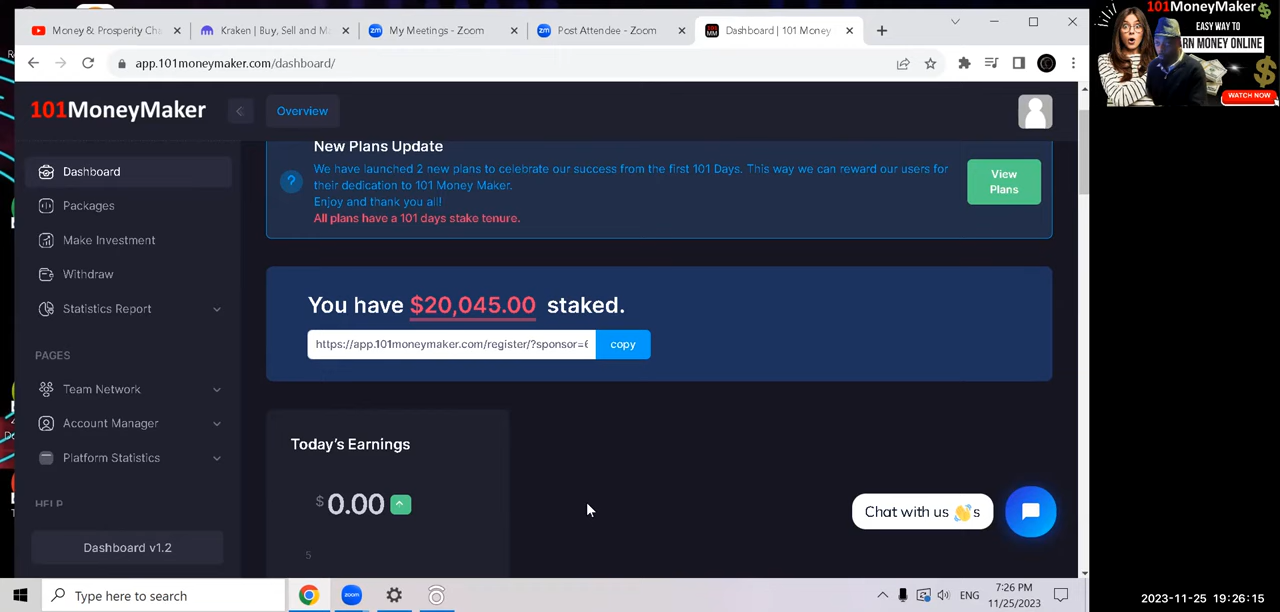 Money & Prosperity Cha
Kraken | Buy, Sell and M
My Meetings - Zoom
Post Attendee - Zoom
Dashboard | 101 Money
app.101moneymaker.com/dashboard/
101MoneyMaker
EASY WAY TO
RN MONEY ONLINE
WATCH NOW
101MoneyMaker
Overview
Dashboard
Packages
Make Investment
Withdraw
Statistics Report
PAGES
Team Network
Account Manager
Platform Statistics
HELP
Dashboard v1.2
New Plans Update
We have launched 2 new plans to celebrate our success from the first 101 Days. This way we can reward our users for
their dedication to 101 Money Maker.
Enjoy and thank you all!
All plans have a 101 days stake tenure.
View
Plans
You have $20,045.00 staked.
https://app.101moneymaker.com/register/?sponsor=6
copy
Today's Earnings
$0.00
5
Chat with us 👋s
Type here to search
zoom
ENG
7:26 PM
11/25/2023
2023-11-25 19:26:15